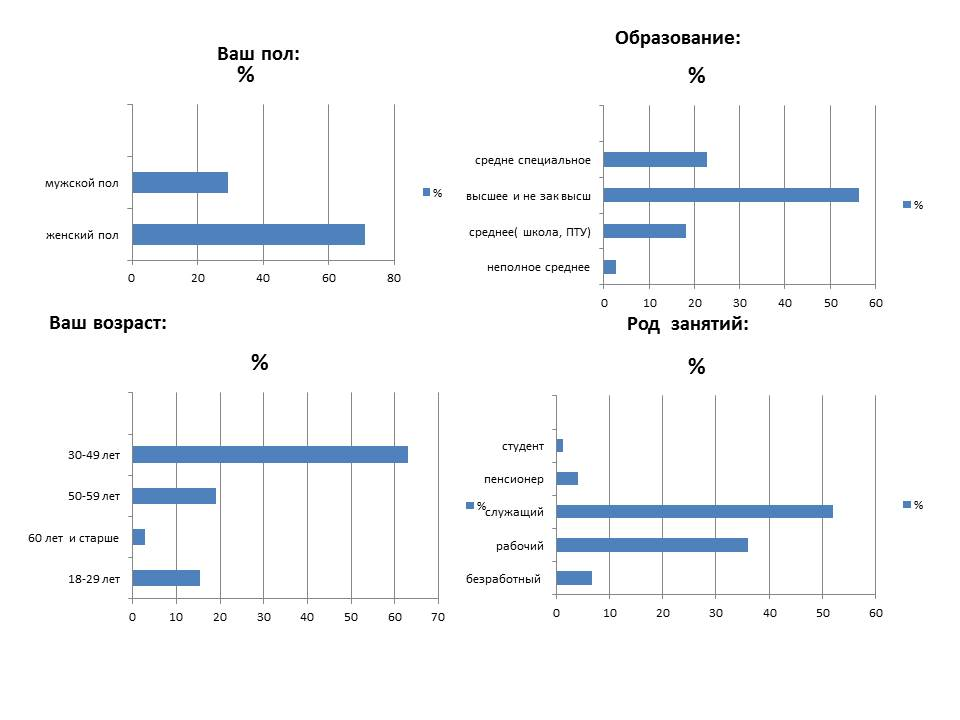 Ваш пол:
%
мужской пол
женский пол
%
0 20 40 60 80
Образование:
%
средне специальное
высшее и не зак высш
среднее( школа, ПТУ)
неполное среднее
%
0 10 20 30 40 50 60
Ваш возраст:
%
30-49 лет
50-59 лет
60 лет и старше
18-29 лет
%
0 10 20 30 40 50 60 70
Род занятий:
%
студент
пенсионер
служащий
рабочий
безработный
%
0 10 20 30 40 50 60